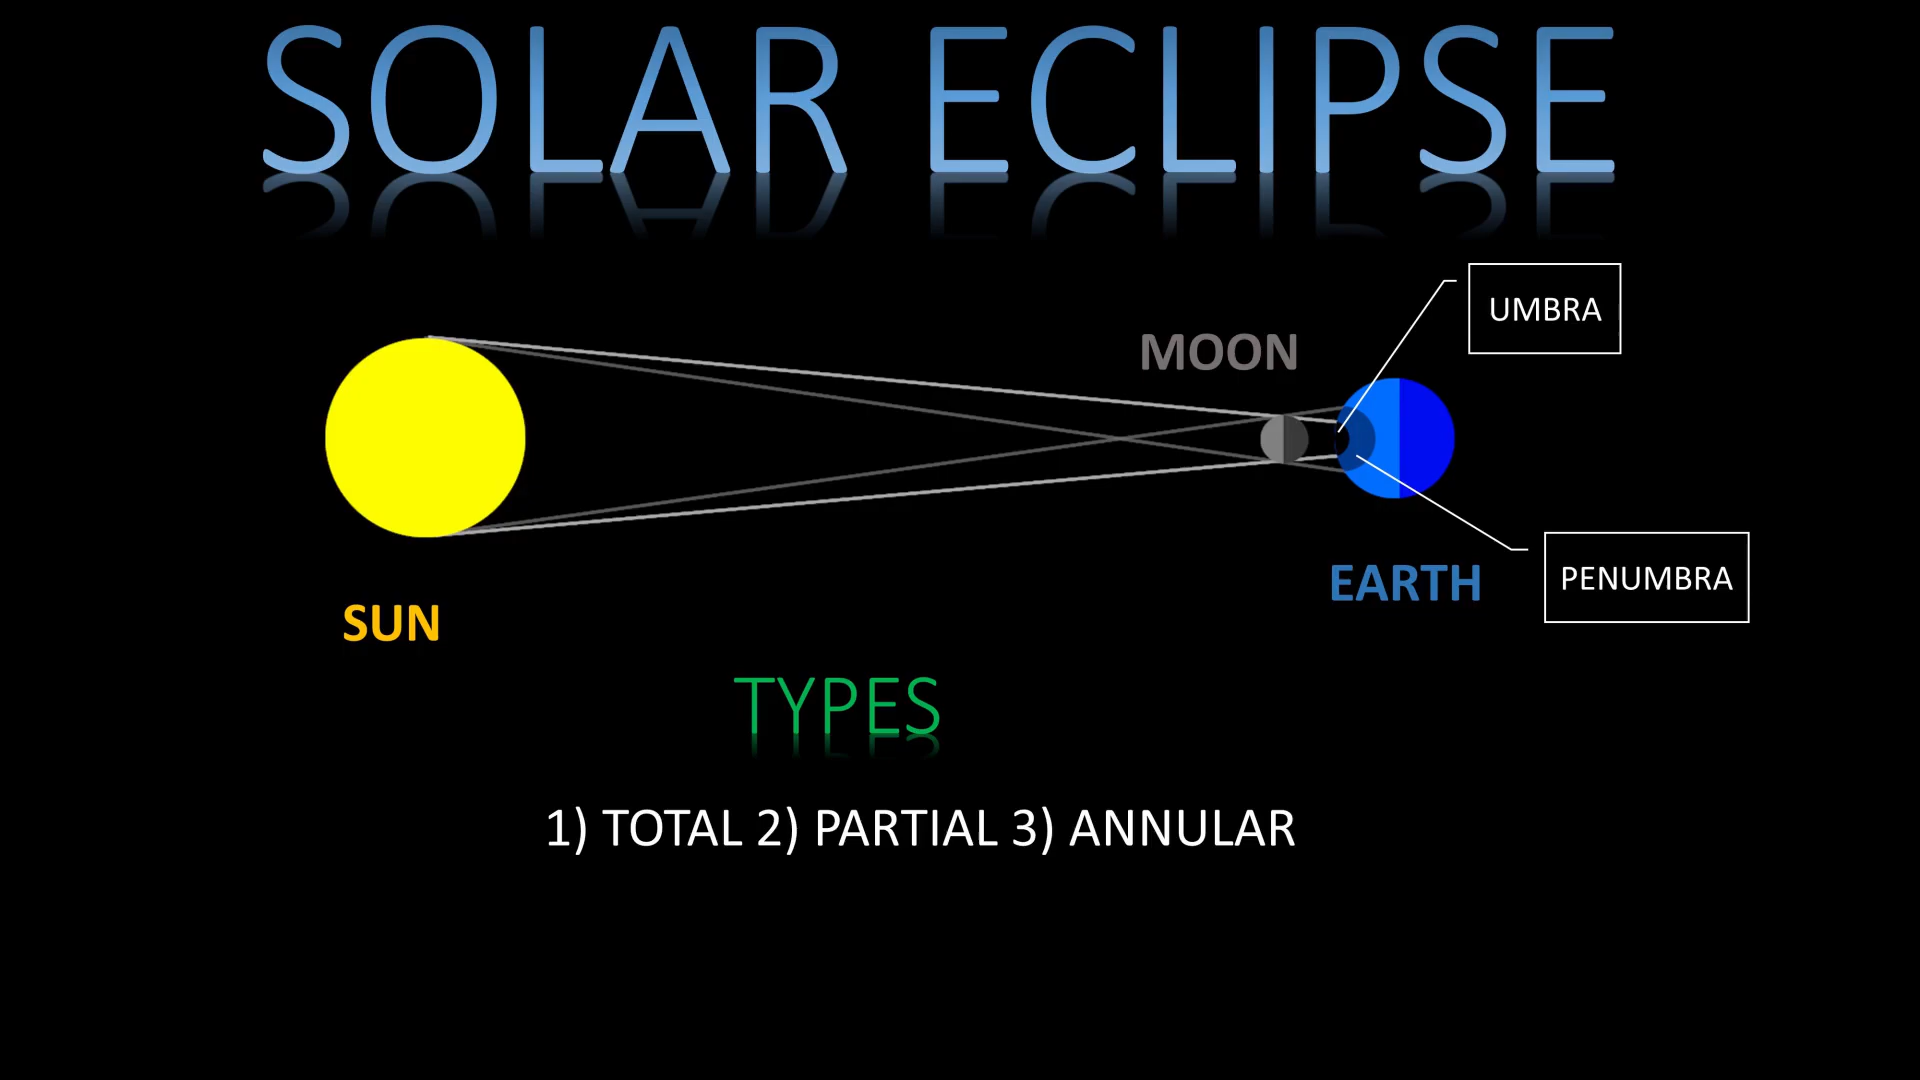 SOLAR ECLIPSE
UMBRA
MOON
PENUMBRA
EARTH
SUN
TYPES
1) TOTAL 2) PARTIAL 3) ANNULAR